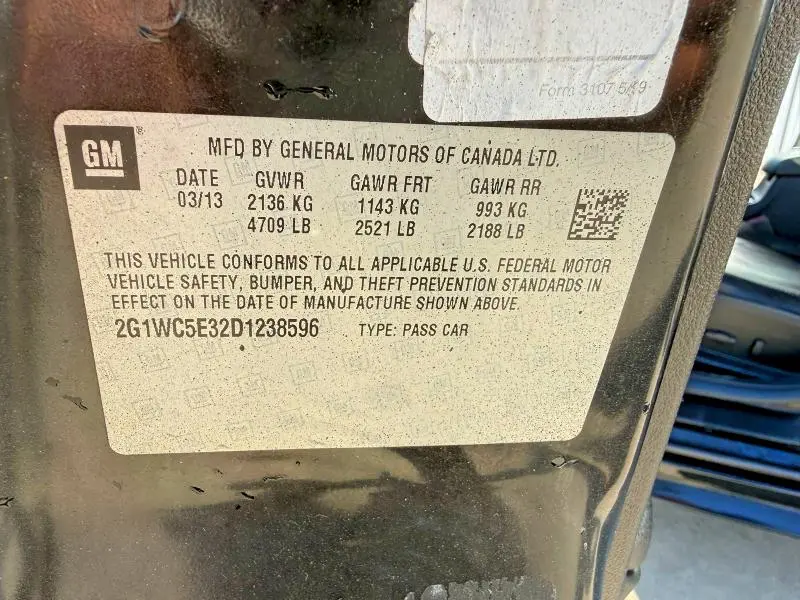 Form 3107 5/19
GM
MFD BY GENERAL MOTORS OF CANADA LTD.
DATE GVWR GAWR FRT GAWR RR
03/13 2136 KG 1143 KG 993 KG
4709 LB 2521 LB 2188 LB
THIS VEHICLE CONFORMS TO ALL APPLICABLE U.S. FEDERAL MOTOR
VEHICLE SAFETY, BUMPER, AND THEFT PREVENTION STANDARDS IN
EFFECT ON THE DATE OF MANUFACTURE SHOWN ABOVE.
2G1WC5E32D1238596 TYPE: PASS CAR